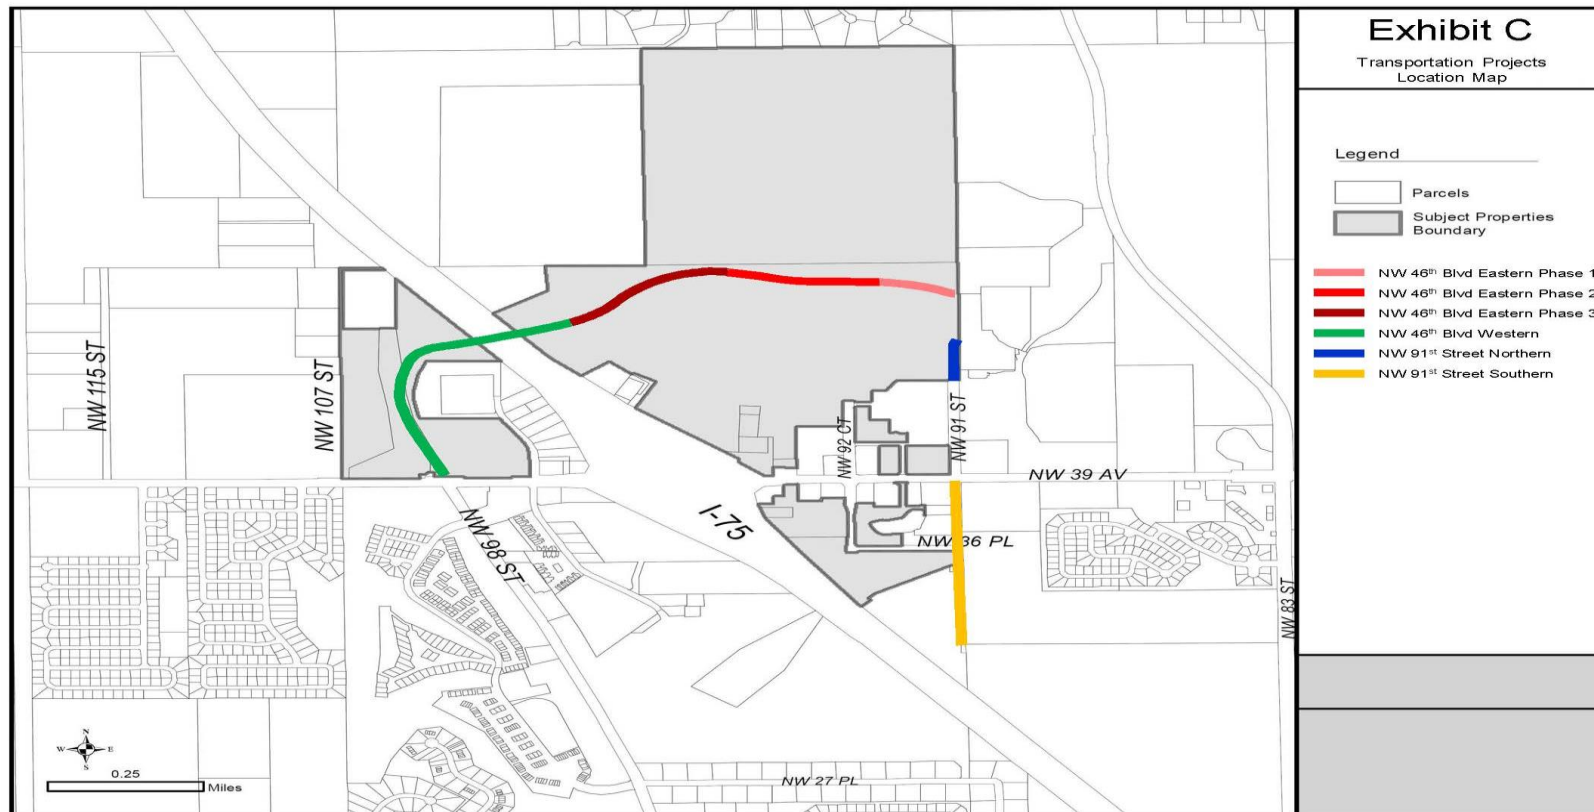 Exhibit C
Transportation Projects
Location Map
Legend
Parcels
Subject Properties
Boundary
NW 46th Blvd Eastern Phase 1
NW 46th Blvd Eastern Phase 2
NW 46th Blvd Eastern Phase 3
NW 46th Blvd Western
NW 91st Street Northern
NW 91st Street Southern
NW 115 ST
NW 107 ST
NW 92 CT
NW 91 ST
NW 39 AV
I-75
NW 98 ST
NW 36 PL
NW 83 ST
NW 27 PL
N
W E
S
0.25
Miles